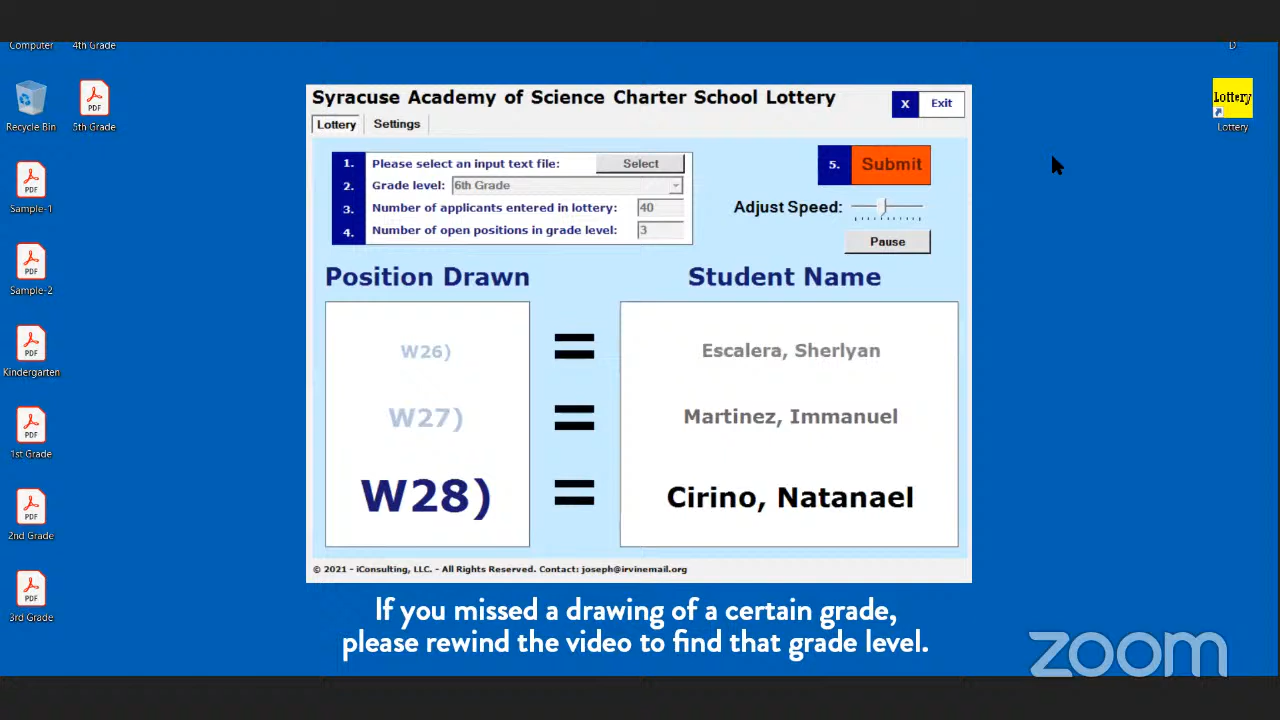 Computer
4th Grade
D
Recycle Bin
5th Grade
Lottery
Lottery
Sample-1
Sample-2
Kindergarten
1st Grade
2nd Grade
3rd Grade
Syracuse Academy of Science Charter School Lottery
X Exit
Lottery Settings
1. Please select an input text file: Select
2. Grade level: 6th Grade
3. Number of applicants entered in lottery: 40
4. Number of open positions in grade level: 3
5. Submit
Adjust Speed:
Pause
Position Drawn Student Name
W26) = Escalera, Sherlyan
W27) = Martinez, Immanuel
W28) = Cirino, Natanael
© 2021 - iConsulting, LLC. - All Rights Reserved. Contact: joseph@irvinemail.org
If you missed a drawing of a certain grade,
please rewind the video to find that grade level.
zoom